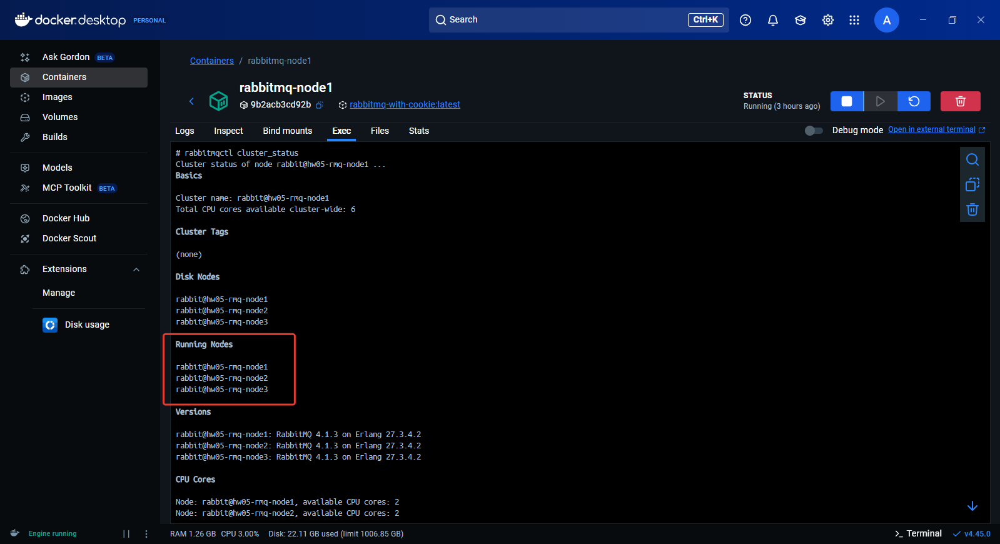 docker.desktop PERSONAL
Search Ctrl+K
A
Ask Gordon BETA
Containers
Images
Volumes
Builds
Models
MCP Toolkit BETA
Docker Hub
Docker Scout
Extensions
Manage
Disk usage
Containers / rabbitmq-node1
rabbitmq-node1
9b2acb3cd92b rabbitmq-with-cookie:latest
STATUS
Running (3 hours ago)
Logs Inspect Bind mounts Exec Files Stats
Debug mode Open in external terminal
# rabbitmqctl cluster_status
Cluster status of node rabbit@hw05-rmq-node1 ...
Basics
Cluster name: rabbit@hw05-rmq-node1
Total CPU cores available cluster-wide: 6
Cluster Tags
(none)
Disk Nodes
rabbit@hw05-rmq-node1
rabbit@hw05-rmq-node2
rabbit@hw05-rmq-node3
Running Nodes
rabbit@hw05-rmq-node1
rabbit@hw05-rmq-node2
rabbit@hw05-rmq-node3
Versions
rabbit@hw05-rmq-node1: RabbitMQ 4.1.3 on Erlang 27.3.4.2
rabbit@hw05-rmq-node2: RabbitMQ 4.1.3 on Erlang 27.3.4.2
rabbit@hw05-rmq-node3: RabbitMQ 4.1.3 on Erlang 27.3.4.2
CPU Cores
Node: rabbit@hw05-rmq-node1, available CPU cores: 2
Node: rabbit@hw05-rmq-node2, available CPU cores: 2
Engine running
RAM 1.26 GB CPU 3.00% Disk: 22.11 GB used (limit 1006.85 GB)
Terminal
v4.45.0